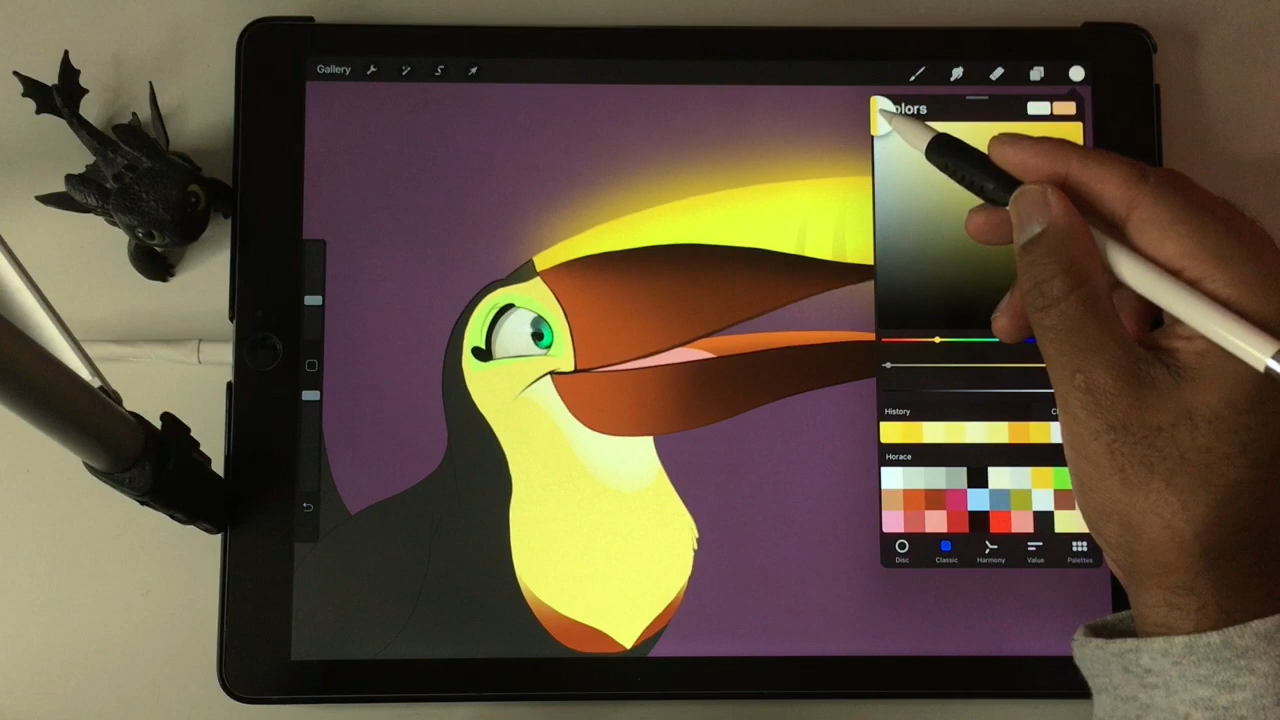 Gallery
olors
History
Horace
Disc
Classic
Harmony
Value
Palettes